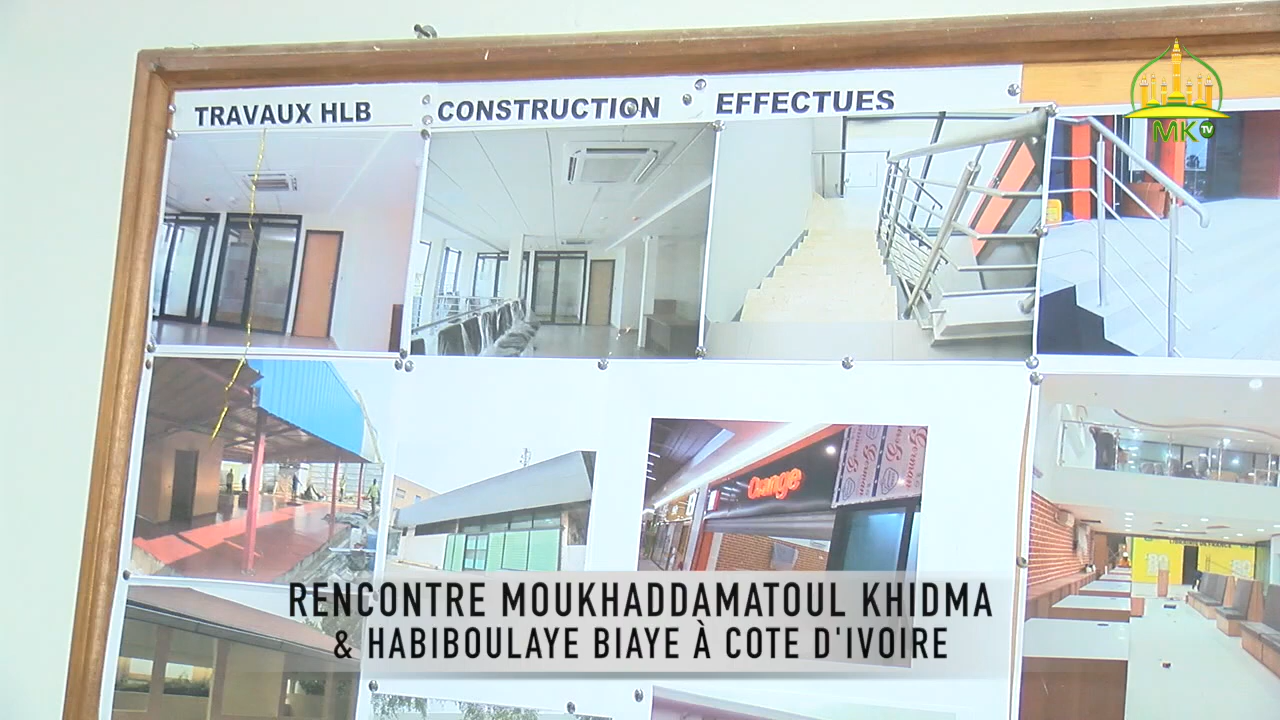 TRAVAUX HLB CONSTRUCTION EFFECTUES
MK TV
Orange
RENCONTRE MOUKHADDAMATOUL KHIDMA
& HABIBOULAYE BIAYE À COTE D'IVOIRE